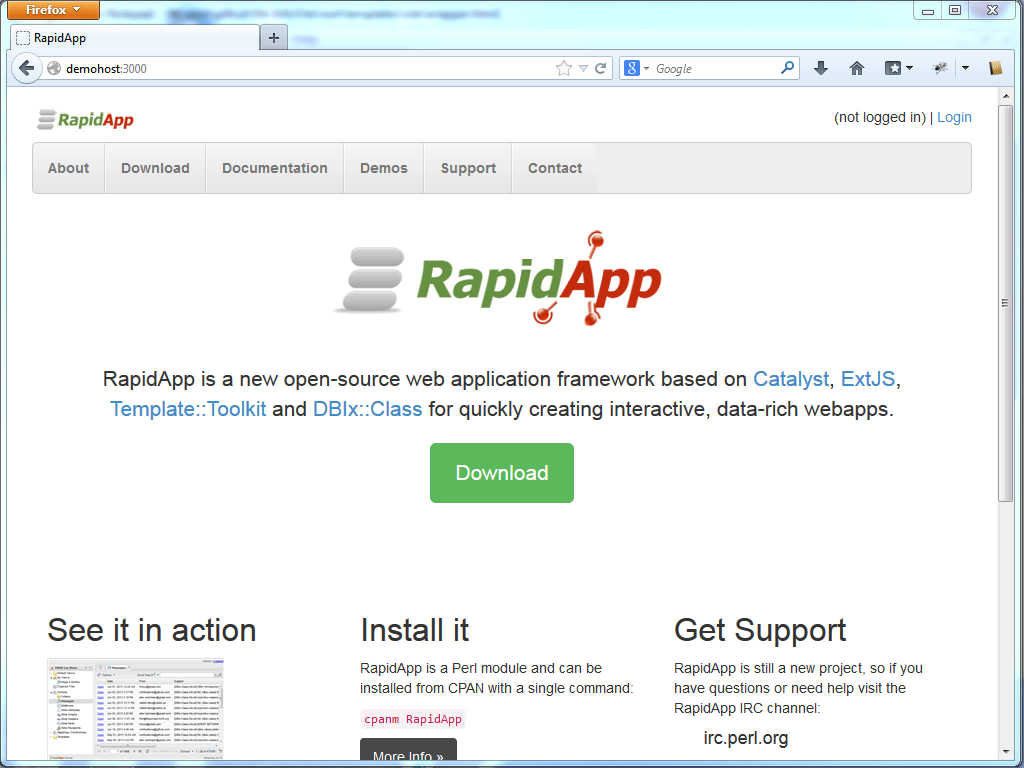 Firefox
RapidApp
demohost:3000
Google
RapidApp
(not logged in) | Login
About
Download
Documentation
Demos
Support
Contact
RapidApp
RapidApp is a new open-source web application framework based on Catalyst, ExtJS,
Template::Toolkit and DBIx::Class for quickly creating interactive, data-rich webapps.
Download
See it in action
Install it
RapidApp is a Perl module and can be
installed from CPAN with a single command:
cpanm RapidApp
More Info »
Get Support
RapidApp is still a new project, so if you
have questions or need help visit the
RapidApp IRC channel:
irc.perl.org